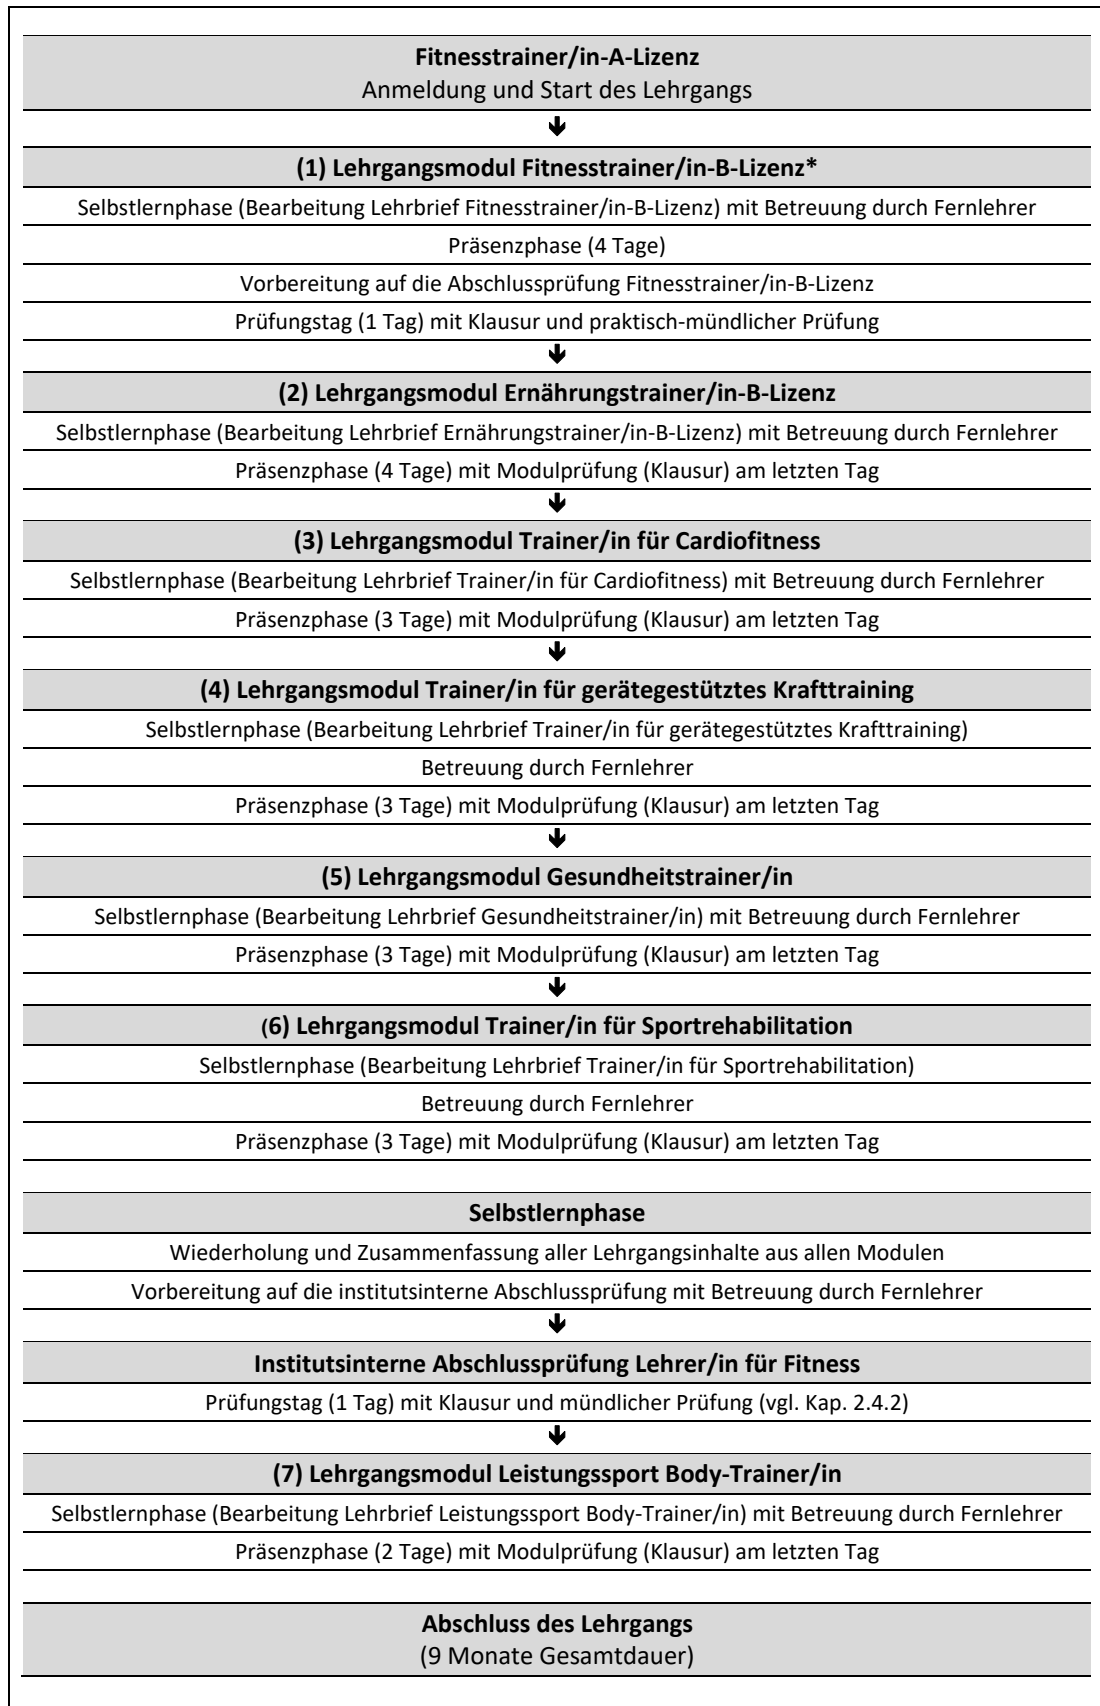 Fitnesstrainer/in-A-Lizenz
Anmeldung und Start des Lehrgangs
🡻
(1) Lehrgangsmodul Fitnesstrainer/in-B-Lizenz*
Selbstlernphase (Bearbeitung Lehrbrief Fitnesstrainer/in-B-Lizenz) mit Betreuung durch Fernlehrer
Präsenzphase (4 Tage)
Vorbereitung auf die Abschlussprüfung Fitnesstrainer/in-B-Lizenz
Prüfungstag (1 Tag) mit Klausur und praktisch-mündlicher Prüfung
🡻
(2) Lehrgangsmodul Ernährungstrainer/in-B-Lizenz
Selbstlernphase (Bearbeitung Lehrbrief Ernährungstrainer/in-B-Lizenz) mit Betreuung durch Fernlehrer
Präsenzphase (4 Tage) mit Modulprüfung (Klausur) am letzten Tag
🡻
(3) Lehrgangsmodul Trainer/in für Cardiofitness
Selbstlernphase (Bearbeitung Lehrbrief Trainer/in für Cardiofitness) mit Betreuung durch Fernlehrer
Präsenzphase (3 Tage) mit Modulprüfung (Klausur) am letzten Tag
🡻
(4) Lehrgangsmodul Trainer/in für gerätegestütztes Krafttraining
Selbstlernphase (Bearbeitung Lehrbrief Trainer/in für gerätegestütztes Krafttraining)
Betreuung durch Fernlehrer
Präsenzphase (3 Tage) mit Modulprüfung (Klausur) am letzten Tag
🡻
(5) Lehrgangsmodul Gesundheitstrainer/in
Selbstlernphase (Bearbeitung Lehrbrief Gesundheitstrainer/in) mit Betreuung durch Fernlehrer
Präsenzphase (3 Tage) mit Modulprüfung (Klausur) am letzten Tag
🡻
(6) Lehrgangsmodul Trainer/in für Sportrehabilitation
Selbstlernphase (Bearbeitung Lehrbrief Trainer/in für Sportrehabilitation)
Betreuung durch Fernlehrer
Präsenzphase (3 Tage) mit Modulprüfung (Klausur) am letzten Tag
Selbstlernphase
Wiederholung und Zusammenfassung aller Lehrgangsinhalte aus allen Modulen
Vorbereitung auf die institutsinterne Abschlussprüfung mit Betreuung durch Fernlehrer
🡻
Institutsinterne Abschlussprüfung Lehrer/in für Fitness
Prüfungstag (1 Tag) mit Klausur und mündlicher Prüfung (vgl. Kap. 2.4.2)
🡻
(7) Lehrgangsmodul Leistungssport Body-Trainer/in
Selbstlernphase (Bearbeitung Lehrbrief Leistungssport Body-Trainer/in) mit Betreuung durch Fernlehrer
Präsenzphase (2 Tage) mit Modulprüfung (Klausur) am letzten Tag
Abschluss des Lehrgangs
(9 Monate Gesamtdauer)